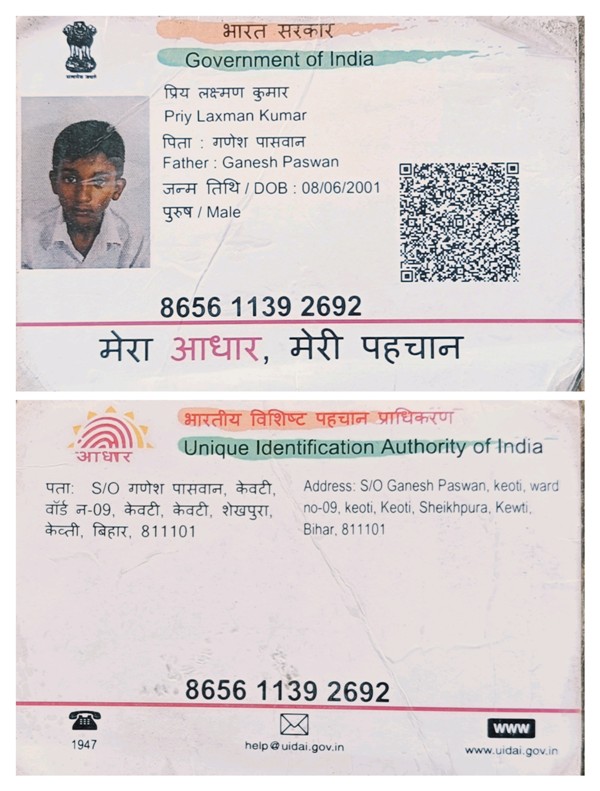 भारत सरकार
Government of India
प्रिय लक्ष्मण कुमार
Priy Laxman Kumar
पिता : गणेश पासवान
Father : Ganesh Paswan
जन्म तिथि / DOB : 08/06/2001
पुरुष / Male
8656 1139 2692
मेरा आधार, मेरी पहचान
भारतीय विशिष्ट पहचान प्राधिकरण
आधार
Unique Identification Authority of India
पता: S/O गणेश पासवान, केवटी,
वॉर्ड न-09, केवटी, केवटी, शेखपुरा,
केव्ती, बिहार, 811101
Address: S/O Ganesh Paswan, keoti, ward
no-09, keoti, Keoti, Sheikhpura, Kewti,
Bihar, 811101
8656 1139 2692
1947
help@uidai.gov.in
WWW
www.uidai.gov.in